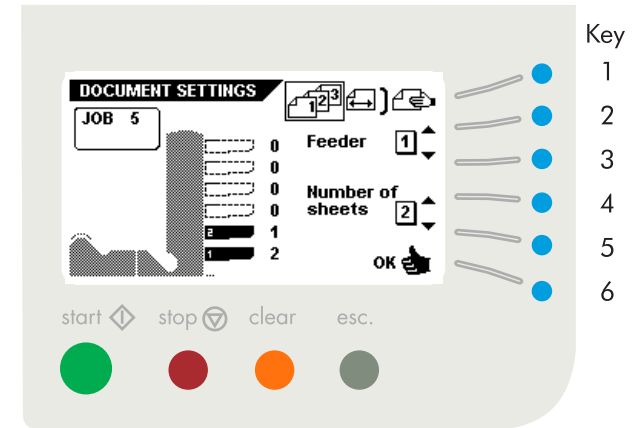 Key
1
DOCUMENT SETTINGS
123
JOB 5
2
0
Feeder 1
0
3
0
Number of
sheets 2
4
0
2 1
5
1 2
OK
6
start stop clear esc.